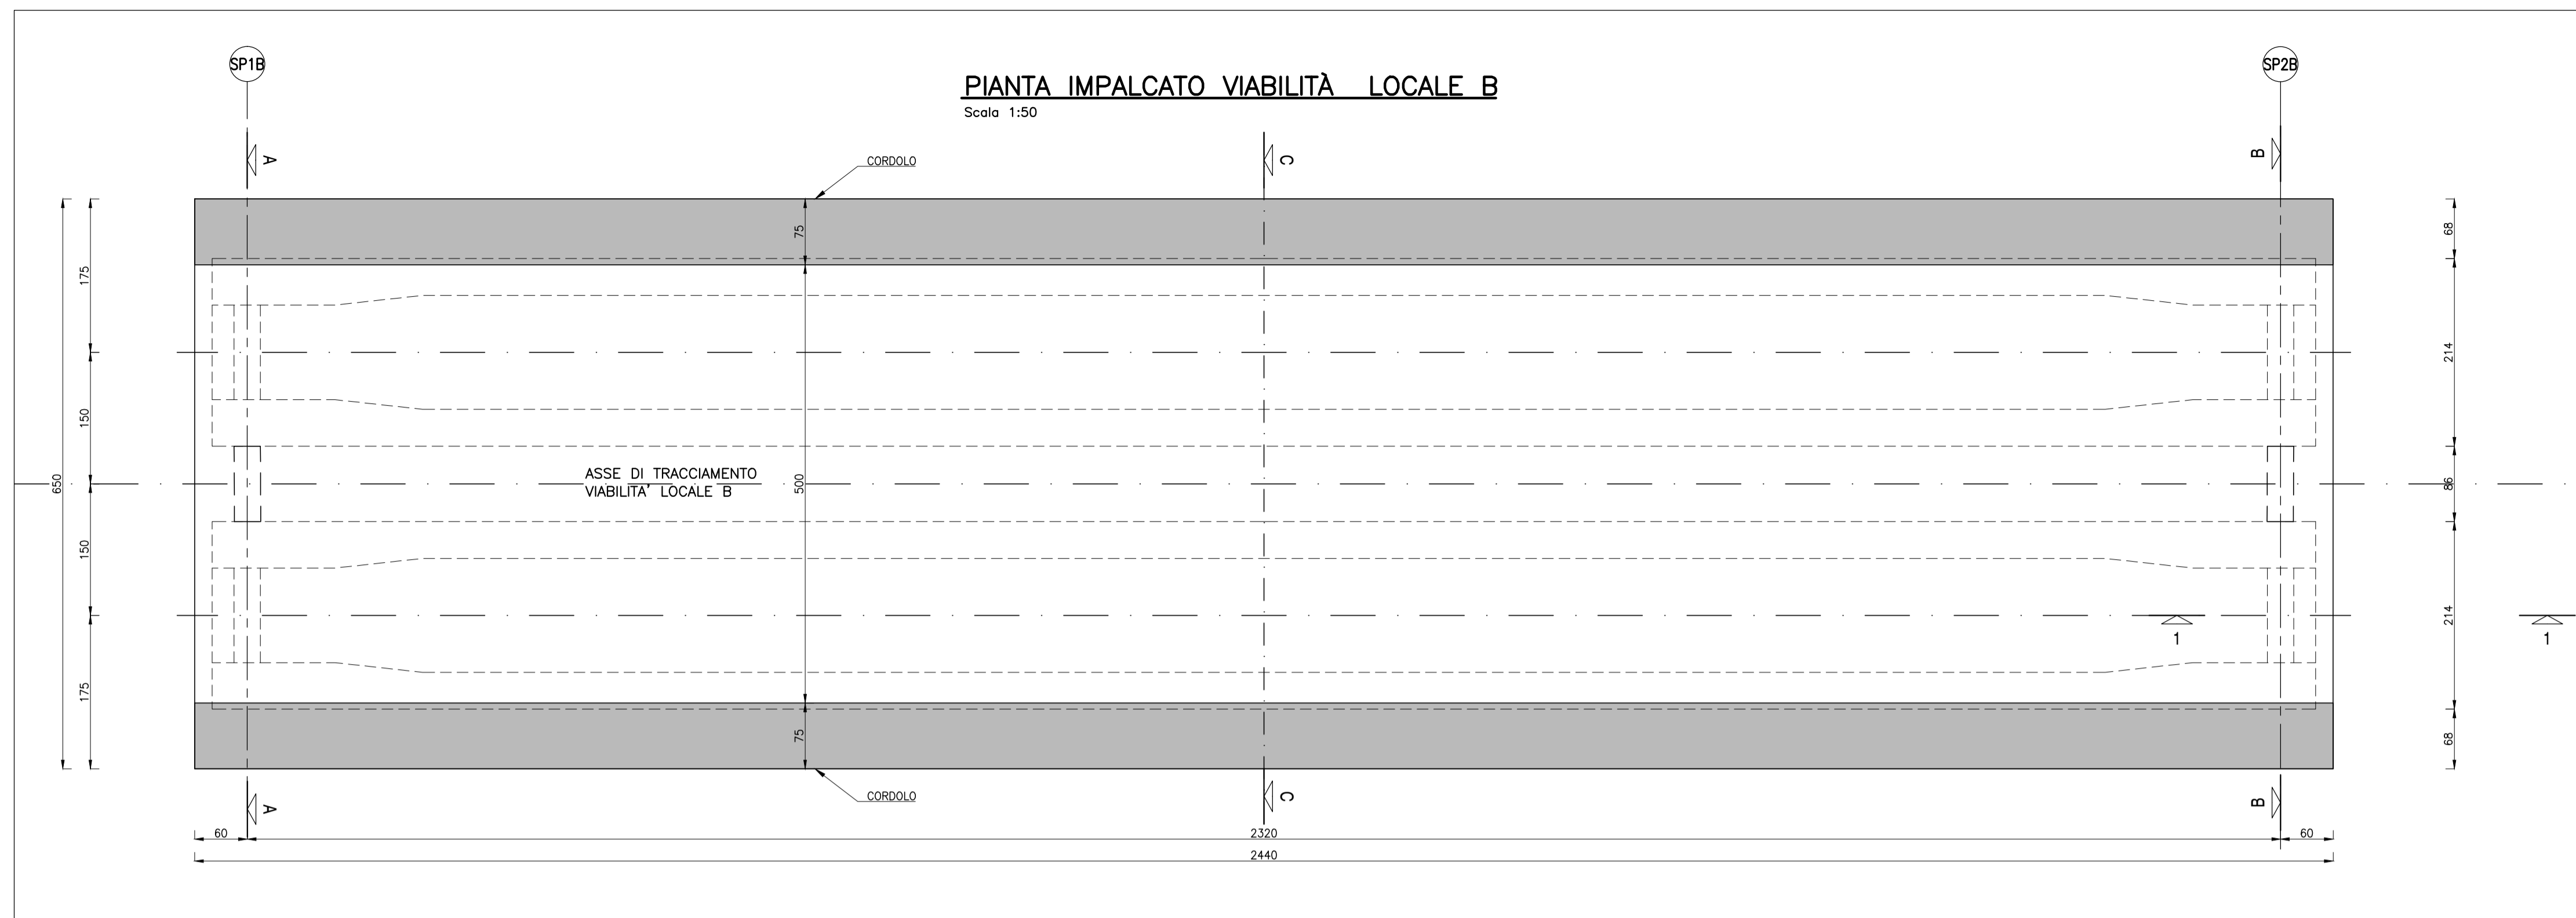 SP1B
SP2B
PIANTA IMPALCATO VIABILITÀ LOCALE B
Scala 1:50
A
CORDOLO
C
B
75
68
175
214
150
ASSE DI TRACCIAMENTO
VIABILITA' LOCALE B
650
500
86
150
214
1
1
175
75
68
CORDOLO
A
C
B
60
2320
60
2440